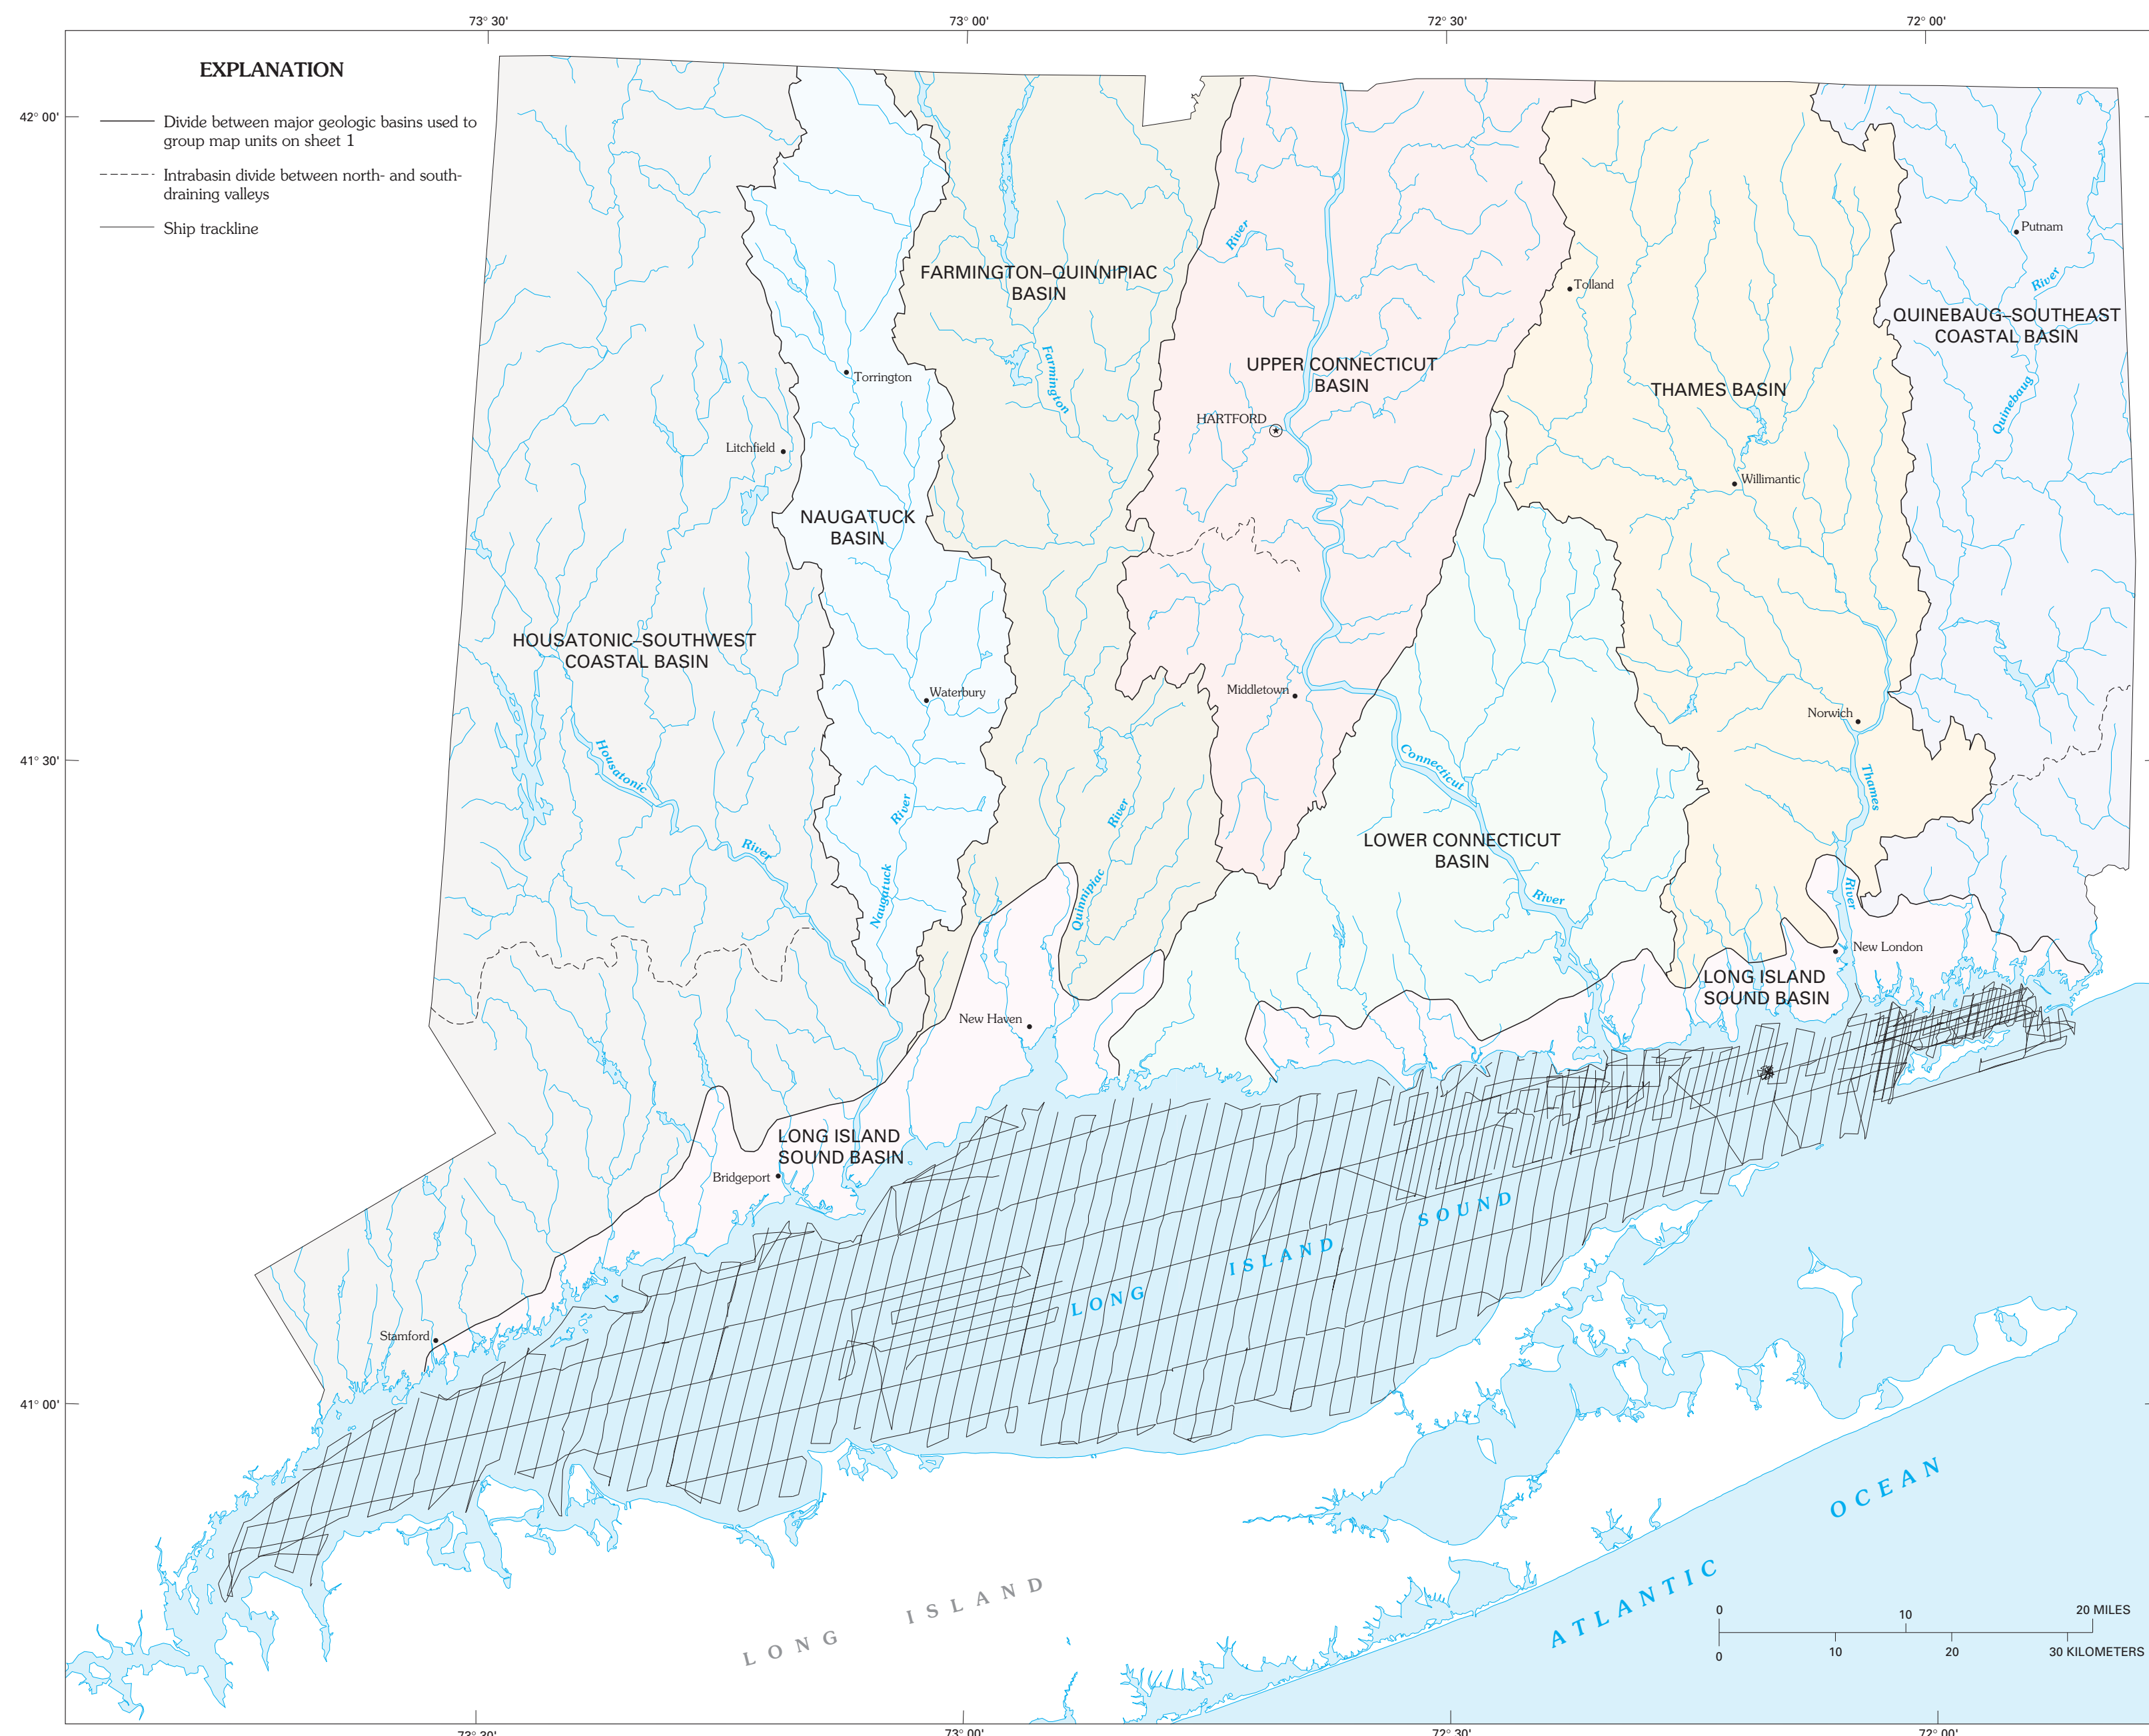 73° 30'
73° 00'
72° 30'
72° 00'
EXPLANATION
42° 00'
Divide between major geologic basins used to
group map units on sheet 1
Intrabasin divide between north- and south-
draining valleys
Ship trackline
River
Putnam
River
FARMINGTON–QUINNIPIAC
BASIN
Tolland
QUINEBAUG–SOUTHEAST
COASTAL BASIN
Farmington
Torrington
UPPER CONNECTICUT
BASIN
THAMES BASIN
Quinebaug
HARTFORD
Litchfield
Willimantic
NAUGATUCK
BASIN
HOUSATONIC–SOUTHWEST
COASTAL BASIN
Waterbury
Middletown
Norwich
41° 30'
Housatonic
Connecticut
Thames
River
River
River
LOWER CONNECTICUT
BASIN
Naugatuck
Quinnipiac
River
River
New London
LONG ISLAND
SOUND BASIN
New Haven
LONG ISLAND
SOUND BASIN
Bridgeport
SOUND
ISLAND
LONG
Stamford
41° 00'
OCEAN
ATLANTIC
ISLAND
LONG
0 10 20 MILES
0 10 20 30 KILOMETERS
73° 30'
73° 00'
72° 30'
72° 00'